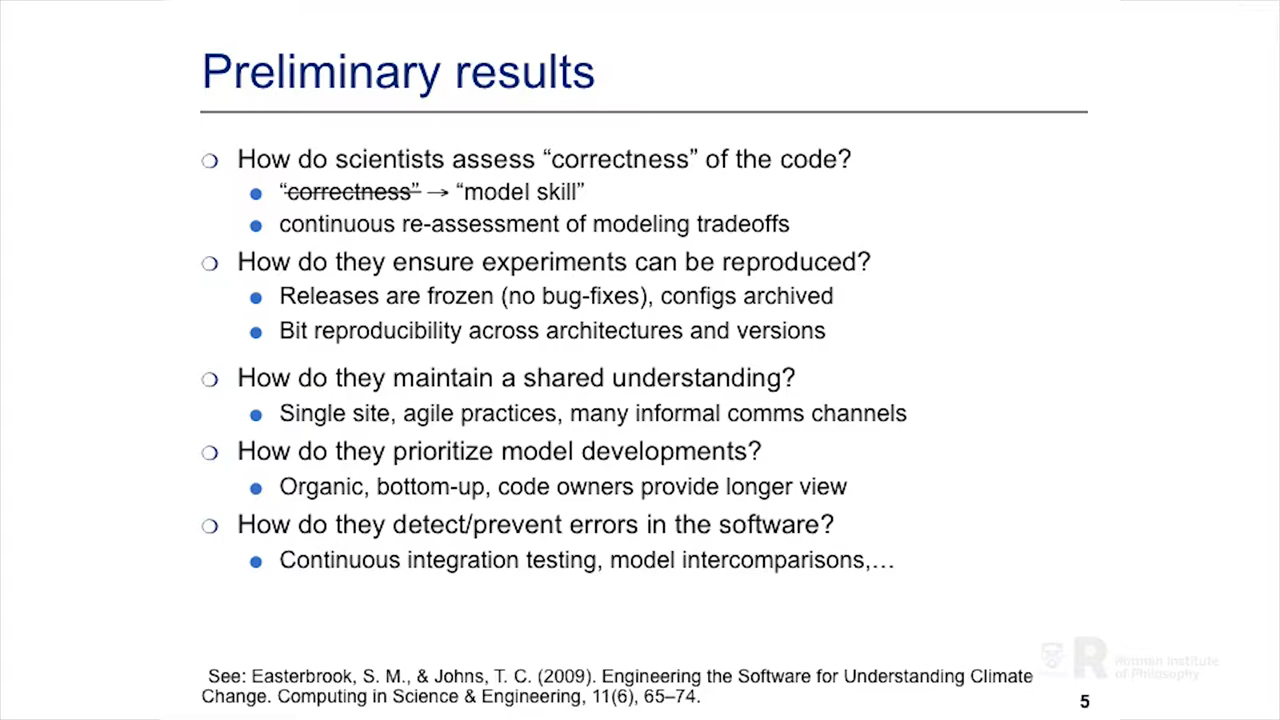 Preliminary results
How do scientists assess “correctness” of the code?
“correctness” → “model skill”
continuous re-assessment of modeling tradeoffs
How do they ensure experiments can be reproduced?
Releases are frozen (no bug-fixes), configs archived
Bit reproducibility across architectures and versions
How do they maintain a shared understanding?
Single site, agile practices, many informal comms channels
How do they prioritize model developments?
Organic, bottom-up, code owners provide longer view
How do they detect/prevent errors in the software?
Continuous integration testing, model intercomparisons,…
See: Easterbrook, S. M., & Johns, T. C. (2009). Engineering the Software for Understanding Climate
Change. Computing in Science & Engineering, 11(6), 65–74.
R
Rotman Institute
of Philosophy
5